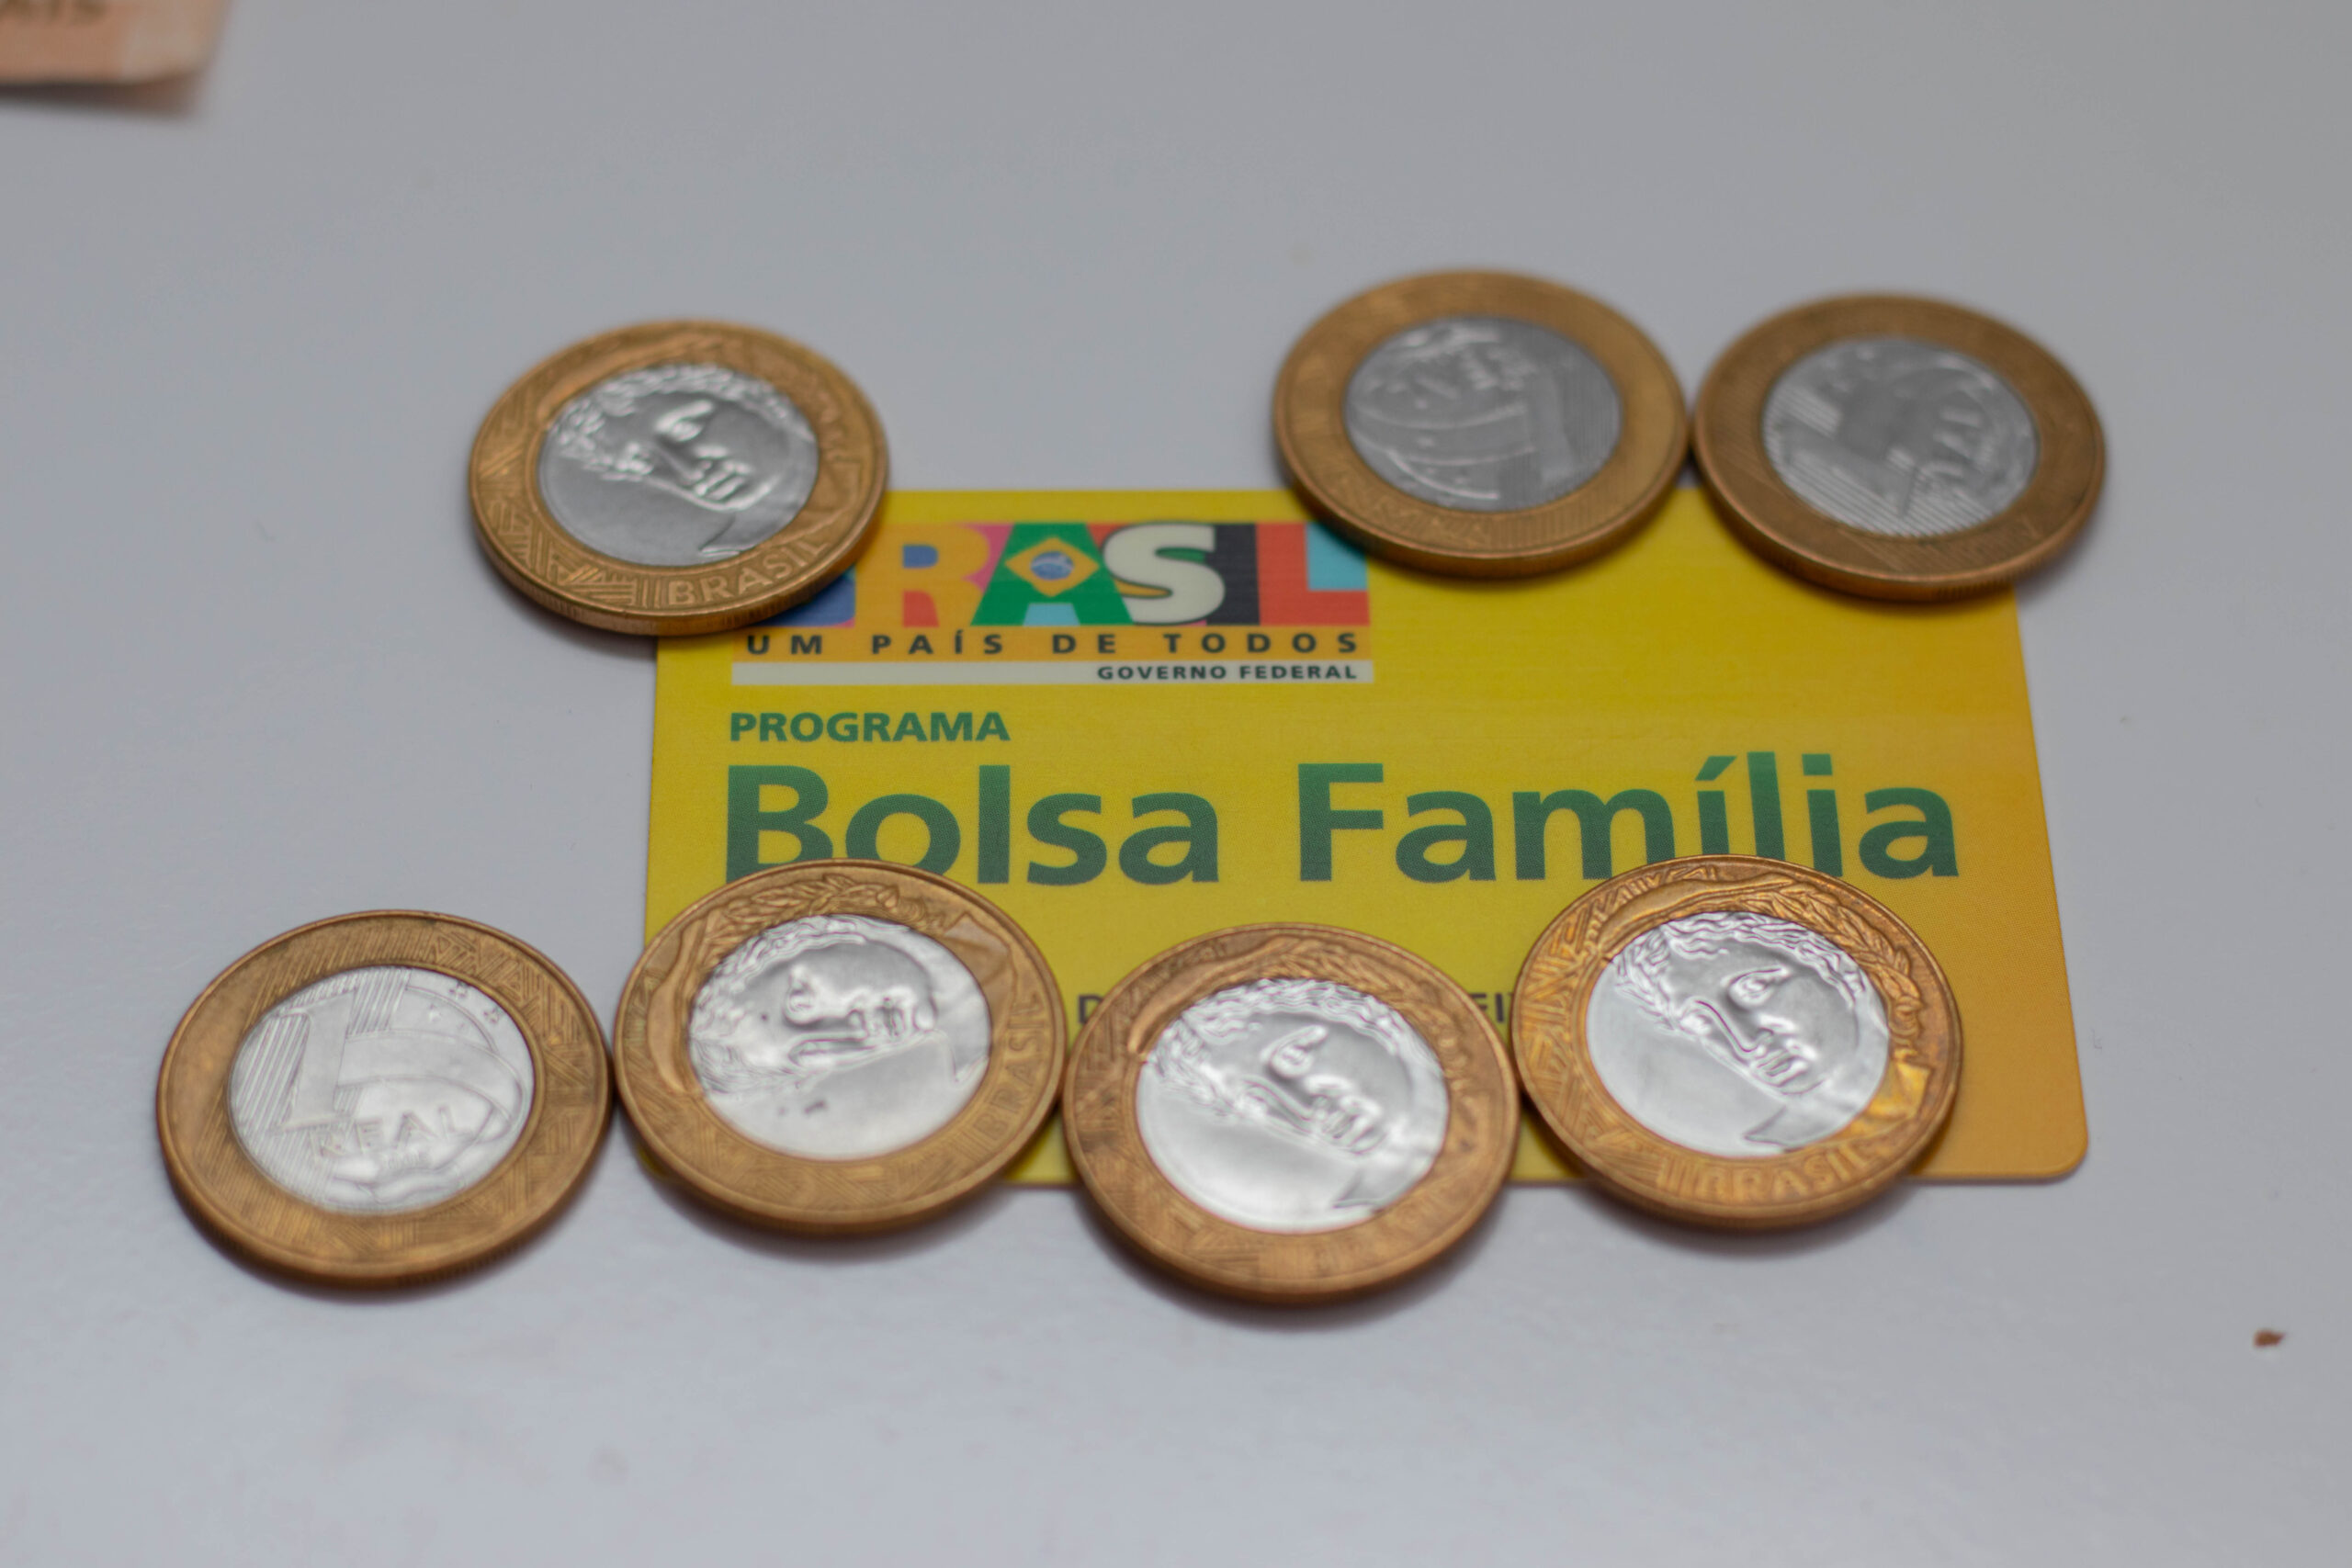 BRASIL
BRASIL
UM PAÍS DE TODOS
GOVERNO FEDERAL
PROGRAMA
Bolsa Família
BRASIL
BRASIL
1
REAL